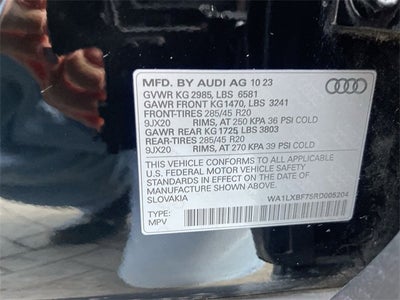 MFD. BY AUDI AG 10 23
GVWR KG 2985, LBS 6581
GAWR FRONT KG1470, LBS 3241
FRONT-TIRES 285/45 R20
9JX20 RIMS, AT 250 KPA 36 PSI COLD
GAWR REAR KG 1725, LBS 3803
REAR-TIRES 285/45 R20
9JX20 RIMS, AT 270 KPA 39 PSI COLD
THIS VEHICLE CONFORMS TO ALL APPLICABLE
U.S. FEDERAL MOTOR VEHICLE SAFETY
STANDARDS IN EFFECT ON THE DATE OF
MANUFACTURE SHOWN ABOVE.
SLOVAKIA
WA1LXBF75RD005204
TYPE:
MPV